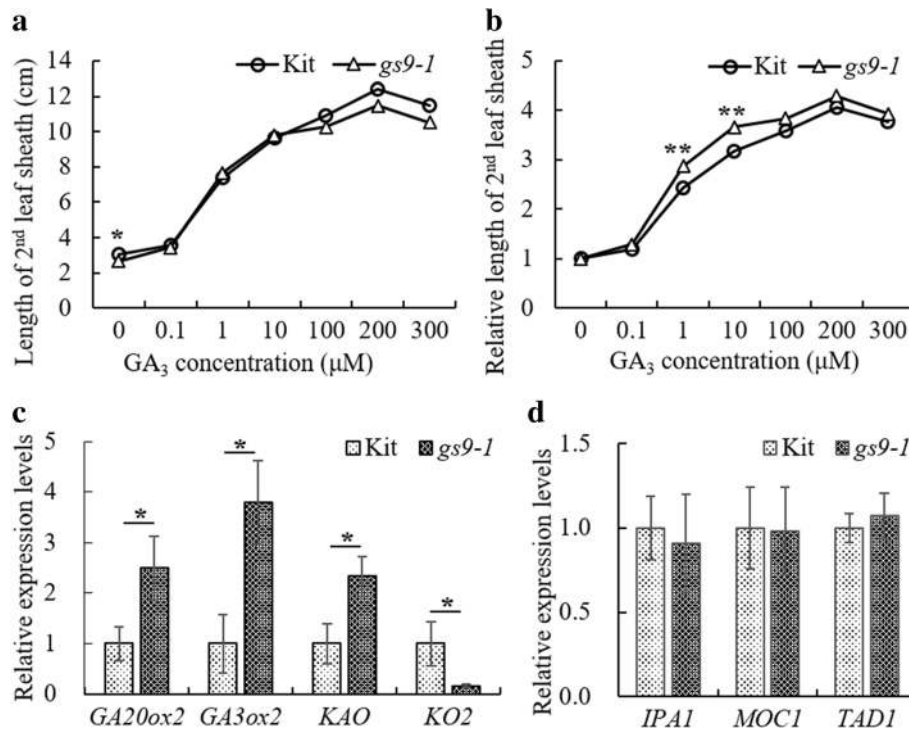 a
Length of 2nd leaf sheath (cm)
14
12
10
8
6
4
2
0
Kit gs9-1
*
0 0.1 1 10 100 200 300
GA3 concentration (μM)
b
Relative length of 2nd leaf sheath
5
4
3
2
1
0
Kit gs9-1
** **
0 0.1 1 10 100 200 300
GA3 concentration (μM)
c
Relative expression levels
5
4
3
2
1
0
Kit gs9-1
* * * *
GA20ox2 GA3ox2 KAO KO2
d
Relative expression levels
1.5
1.0
0.5
0.0
Kit gs9-1
IPA1 MOC1 TAD1